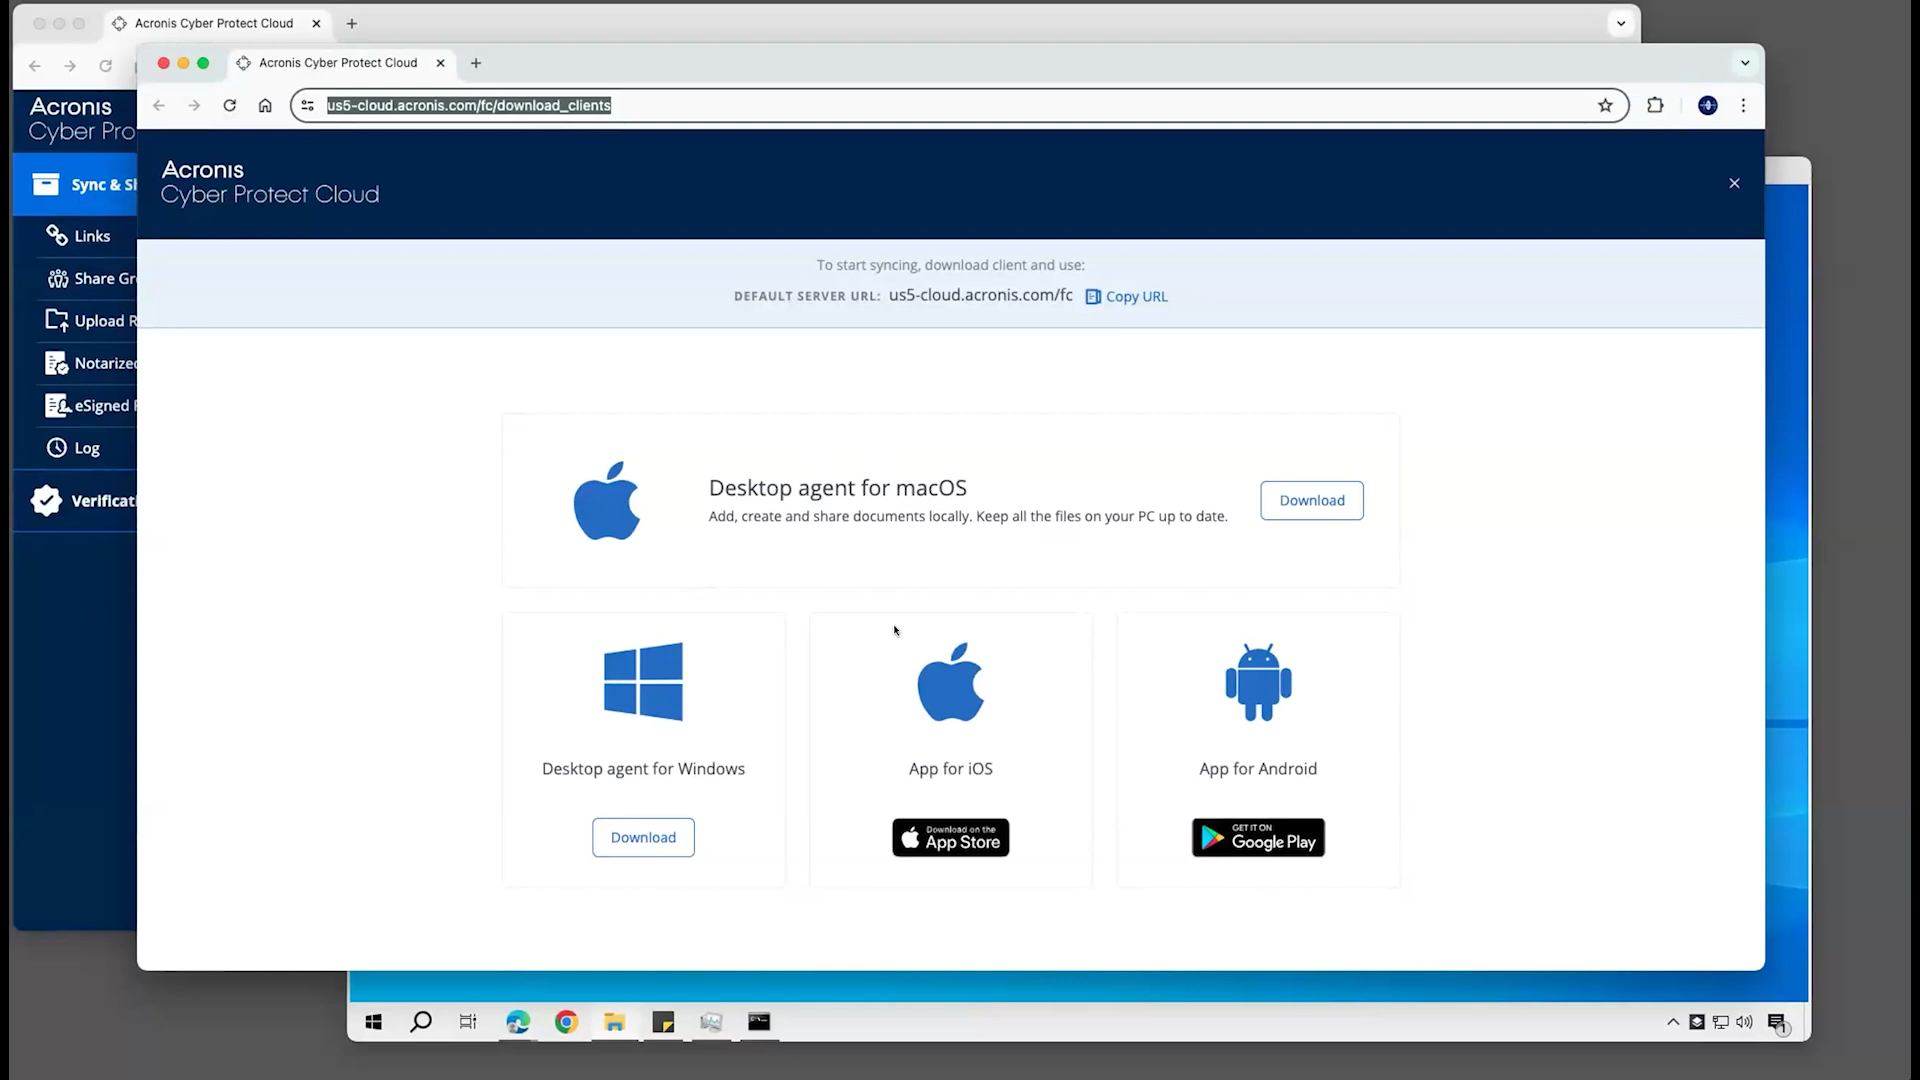 Acronis Cyber Protect Cloud
Acronis Cyber Protect Cloud
us5-cloud.acronis.com/fc/download_clients
Acronis
Cyber Pro
Sync & Sh
Links
Share Gr
Upload R
Notarized
eSigned
Log
Verificati
Acronis
Cyber Protect Cloud
To start syncing, download client and use:
DEFAULT SERVER URL: us5-cloud.acronis.com/fc Copy URL
Desktop agent for macOS
Add, create and share documents locally. Keep all the files on your PC up to date.
Download
Desktop agent for Windows
Download
App for iOS
Download on the
App Store
App for Android
GET IT ON
Google Play
1